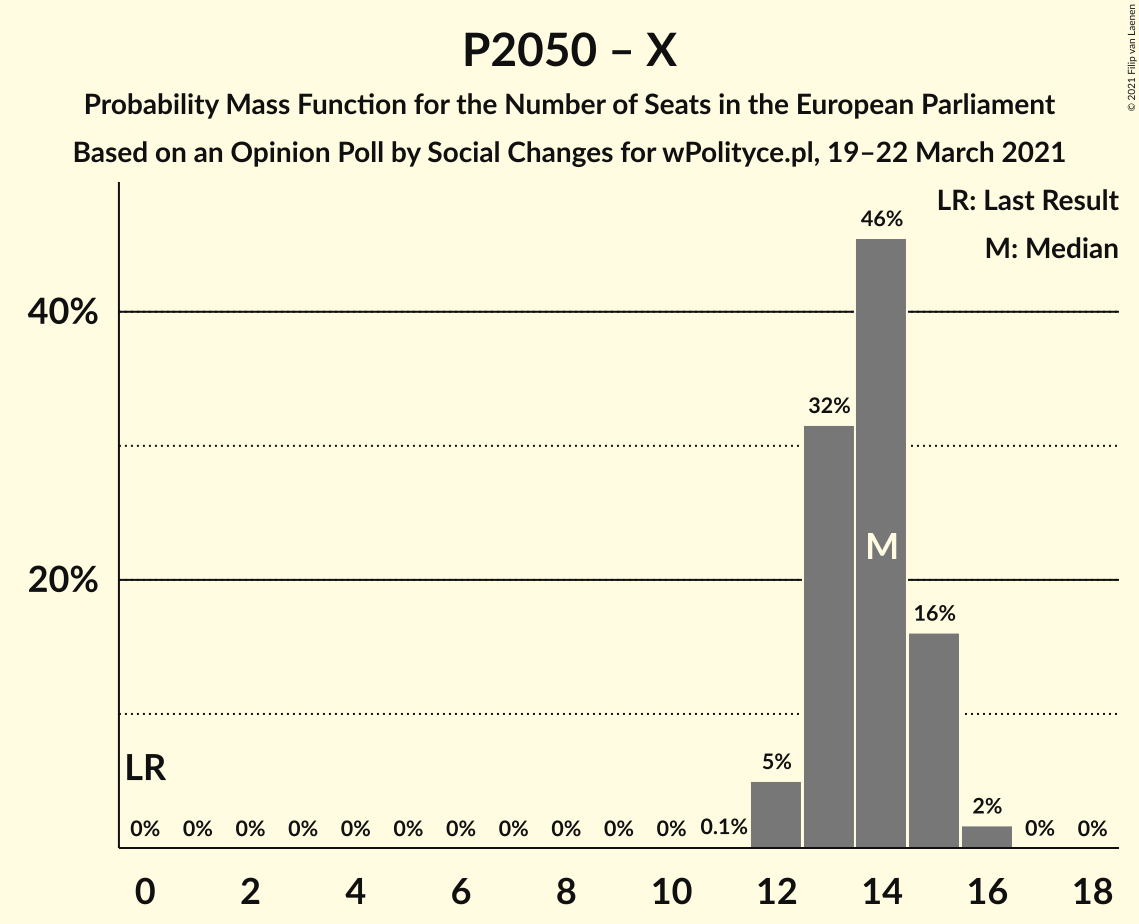 P2050 – X
Probability Mass Function for the Number of Seats in the European Parliament
Based on an Opinion Poll by Social Changes for wPolityce.pl, 19–22 March 2021
© 2021 Filip van Laenen
LR: Last Result
M: Median
40%
20%
46%
32%
M
16%
5%
2%
LR
0% 0% 0% 0% 0% 0% 0% 0% 0% 0% 0% 0.1% 0% 0%
0 2 4 6 8 10 12 14 16 18